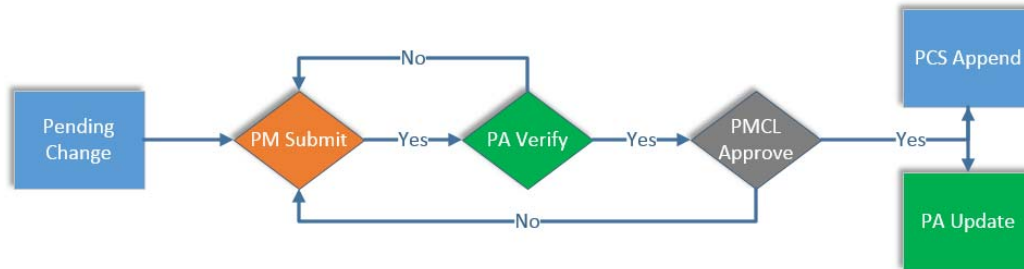 No
PCS Append
Pending
Change
PM Submit
Yes
PA Verify
Yes
PMCL
Approve
Yes
No
PA Update